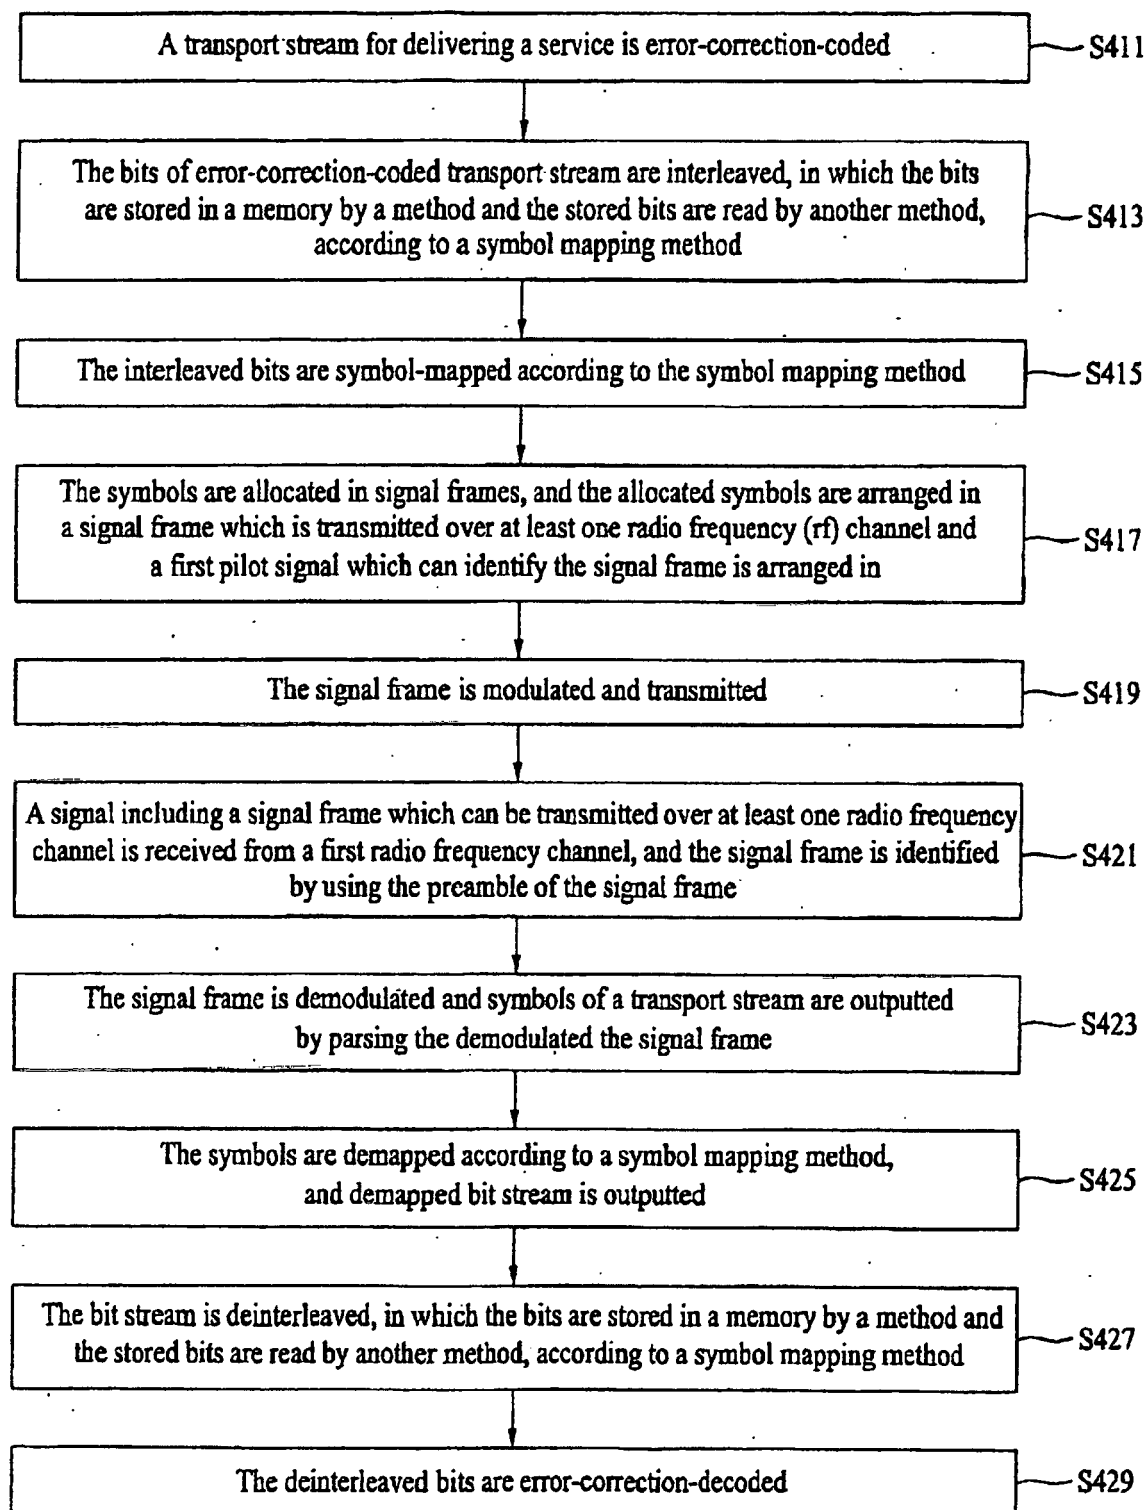 A transport stream for delivering a service is error-correction-coded
S411
The bits of error-correction-coded transport stream are interleaved, in which the bits
are stored in a memory by a method and the stored bits are read by another method,
according to a symbol mapping method
S413
The interleaved bits are symbol-mapped according to the symbol mapping method
S415
The symbols are allocated in signal frames, and the allocated symbols are arranged in
a signal frame which is transmitted over at least one radio frequency (rf) channel and
a first pilot signal which can identify the signal frame is arranged in
S417
The signal frame is modulated and transmitted
S419
A signal including a signal frame which can be transmitted over at least one radio frequency
channel is received from a first radio frequency channel, and the signal frame is identified
by using the preamble of the signal frame
S421
The signal frame is demodulated and symbols of a transport stream are outputted
by parsing the demodulated the signal frame
S423
The symbols are demapped according to a symbol mapping method,
and demapped bit stream is outputted
S425
The bit stream is deinterleaved, in which the bits are stored in a memory by a method and
the stored bits are read by another method, according to a symbol mapping method
S427
The deinterleaved bits are error-correction-decoded
S429